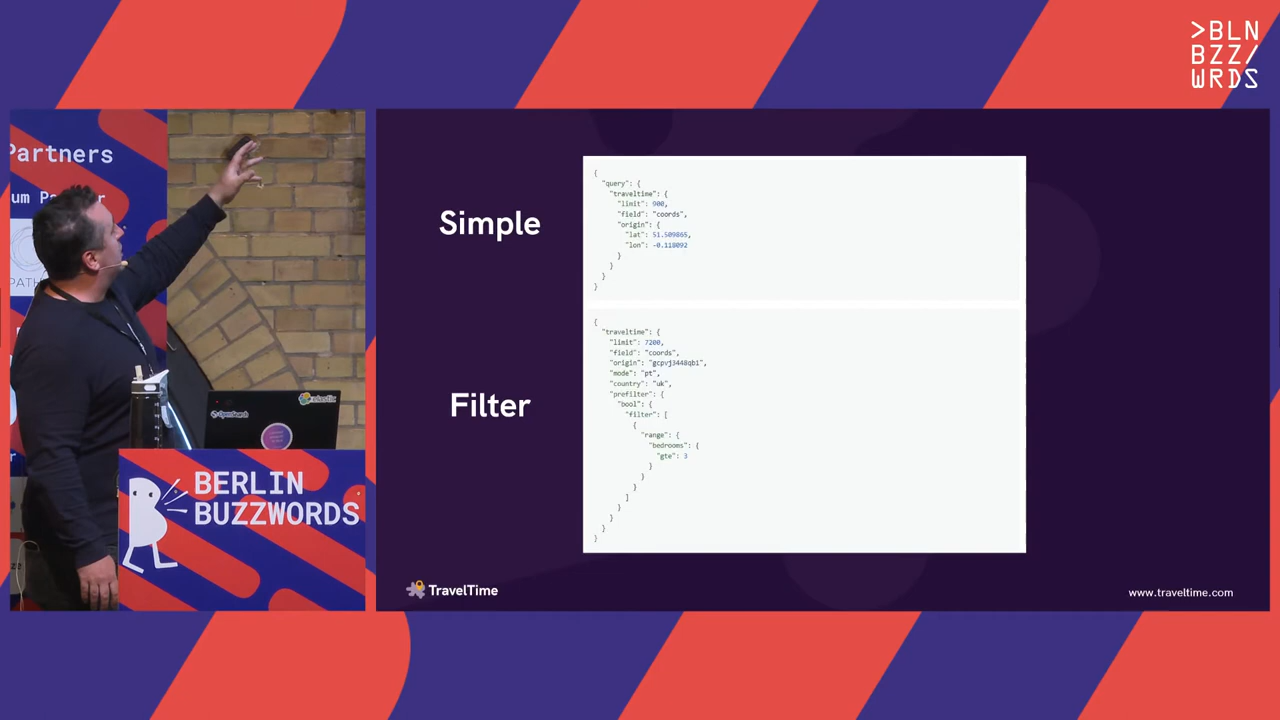 >BLN
BZZ/
WRDS
Partners
um Pa
PATH
BERLIN
BUZZWORDS
OpenSearch
Simple
{
"query": {
"traveltime": {
"limit": 900,
"field": "coords",
"origin": {
"lat": 51.509865,
"lon": -0.118092
}
}
}
}
Filter
{
"traveltime": {
"limit": 7200,
"field": "coords",
"origin": "gcpvj3448qb1",
"mode": "pt",
"country": "uk",
"prefilter": {
"bool": {
"filter": [
{
"range": {
"bedrooms": {
"gte": 3
}
}
}
]
}
}
}
}
TravelTime
www.traveltime.com